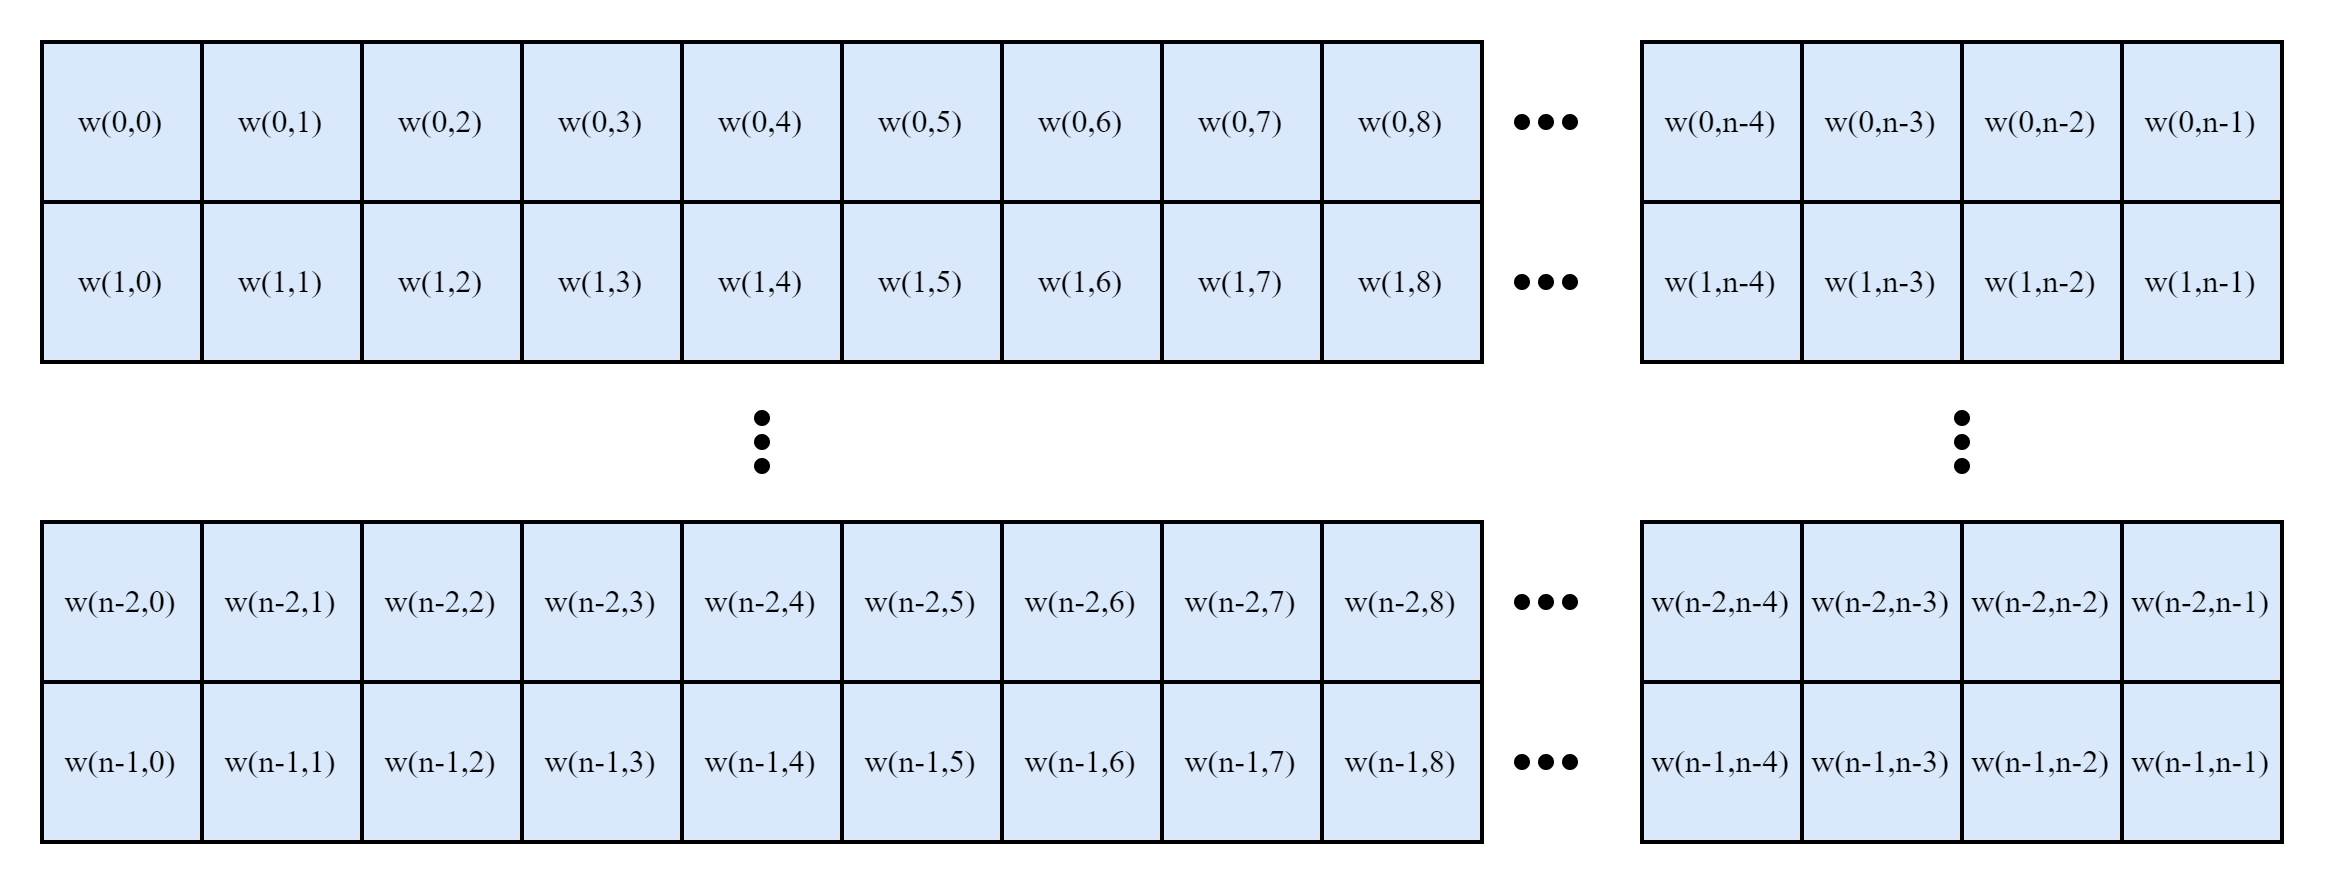 w(0,0) w(0,1) w(0,2) w(0,3) w(0,4) w(0,5) w(0,6) w(0,7) w(0,8) ••• w(0,n-4) w(0,n-3) w(0,n-2) w(0,n-1)
w(1,0) w(1,1) w(1,2) w(1,3) w(1,4) w(1,5) w(1,6) w(1,7) w(1,8) ••• w(1,n-4) w(1,n-3) w(1,n-2) w(1,n-1)
w(n-2,0) w(n-2,1) w(n-2,2) w(n-2,3) w(n-2,4) w(n-2,5) w(n-2,6) w(n-2,7) w(n-2,8) ••• w(n-2,n-4) w(n-2,n-3) w(n-2,n-2) w(n-2,n-1)
w(n-1,0) w(n-1,1) w(n-1,2) w(n-1,3) w(n-1,4) w(n-1,5) w(n-1,6) w(n-1,7) w(n-1,8) ••• w(n-1,n-4) w(n-1,n-3) w(n-1,n-2) w(n-1,n-1)